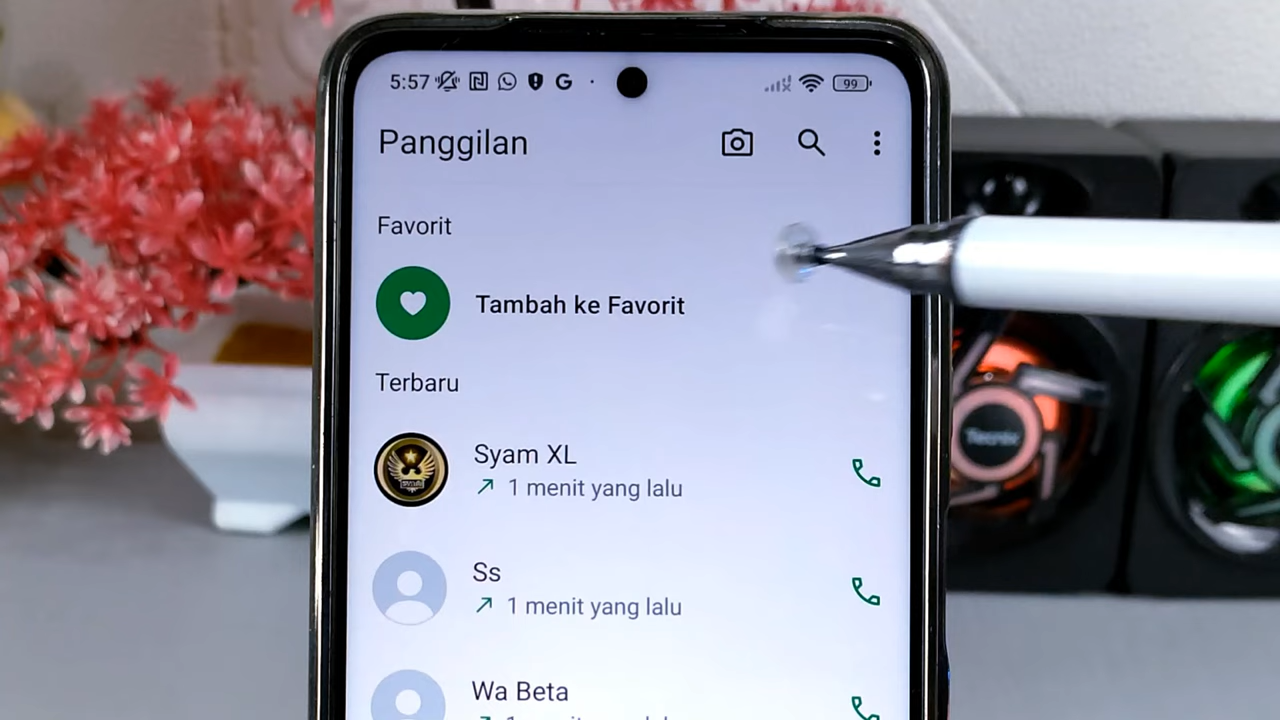 5:57
99
Panggilan
Favorit
Tambah ke Favorit
Terbaru
Syam XL
1 menit yang lalu
Ss
1 menit yang lalu
Wa Beta